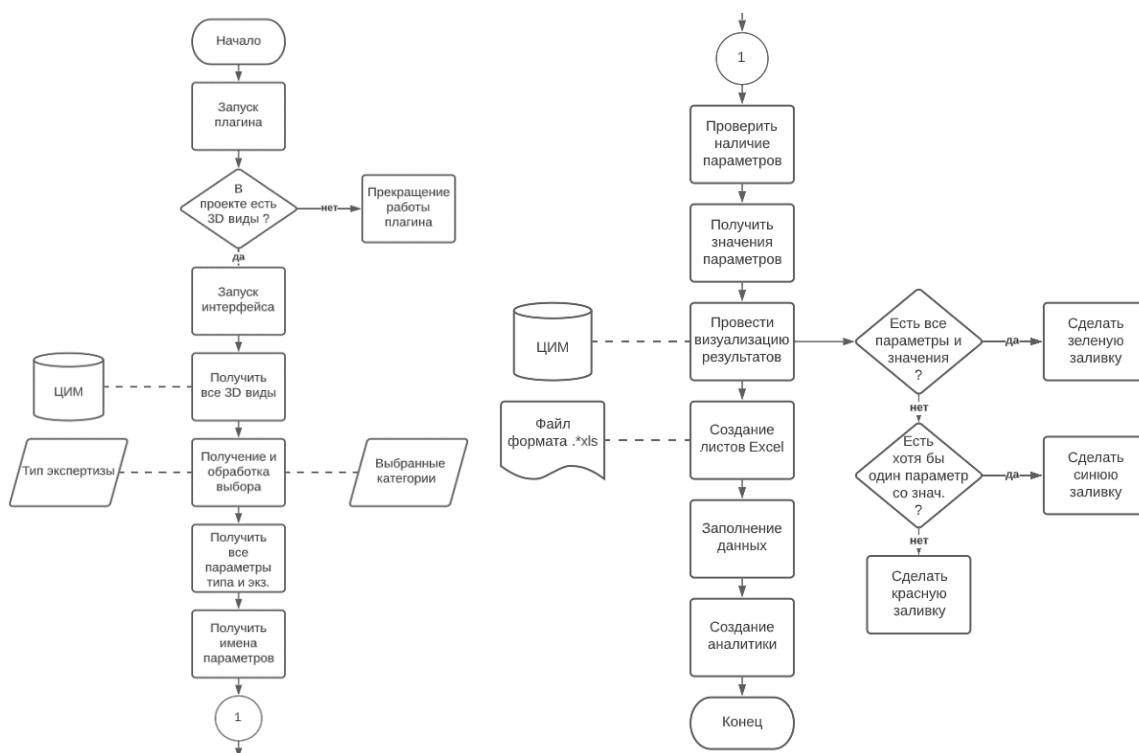 Начало
Запуск
плагина
В
проекте есть
3D виды ?
нет
Прекращение
работы
плагина
да
Запуск
интерфейса
ЦИМ
Получить
все 3D виды
Тип экспертизы
Получение и
обработка
выбора
Выбранные
категории
Получить
все
параметры
типа и экз.
Получить
имена
параметров
1
1
Проверить
наличие
параметров
Получить
значения
параметров
ЦИМ
Провести
визуализацию
результатов
Есть все
параметры и
значения
?
да
Сделать
зеленую
заливку
нет
Файл
формата .*xls
Создание
листов Excel
Есть
хотя бы
один параметр
со знач.
?
да
Сделать
синюю
заливку
нет
Сделать
красную
заливку
Заполнение
данных
Создание
аналитики
Конец